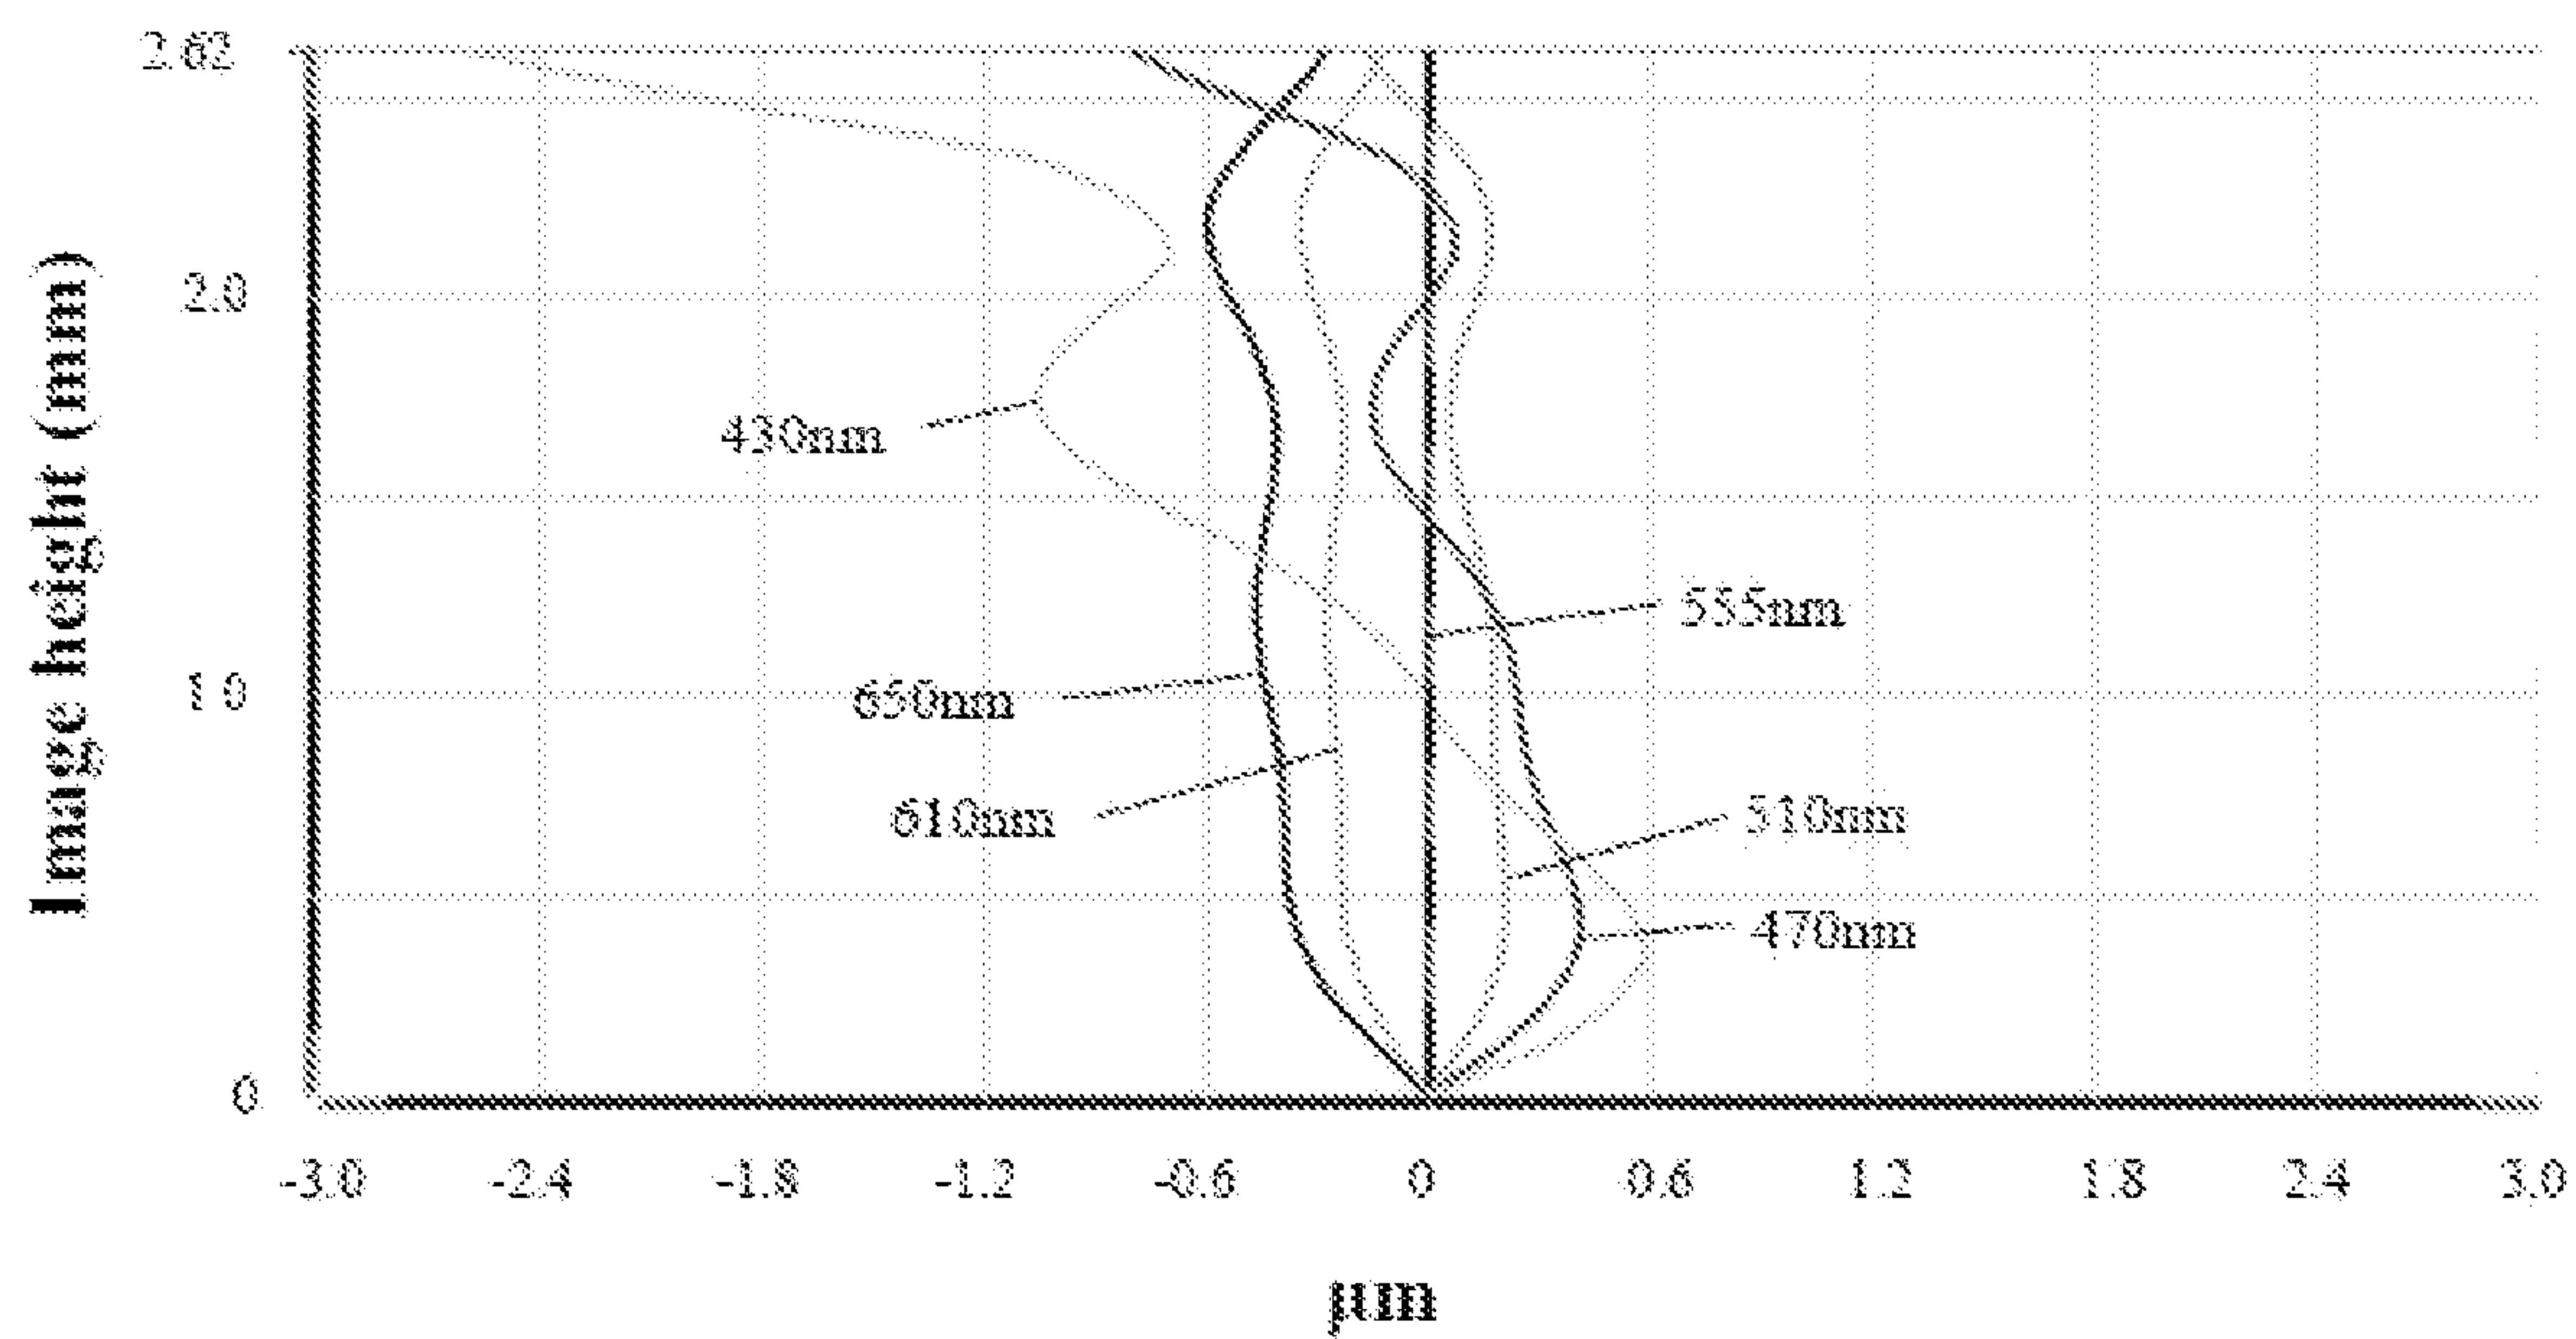 2.62
2.0
1.0
0
Image height (mm)
430nm
555nm
650nm
610nm
510nm
470nm
-3.0 -2.4 -1.8 -1.2 -0.6 0 0.6 1.2 1.8 2.4 3.0
μm